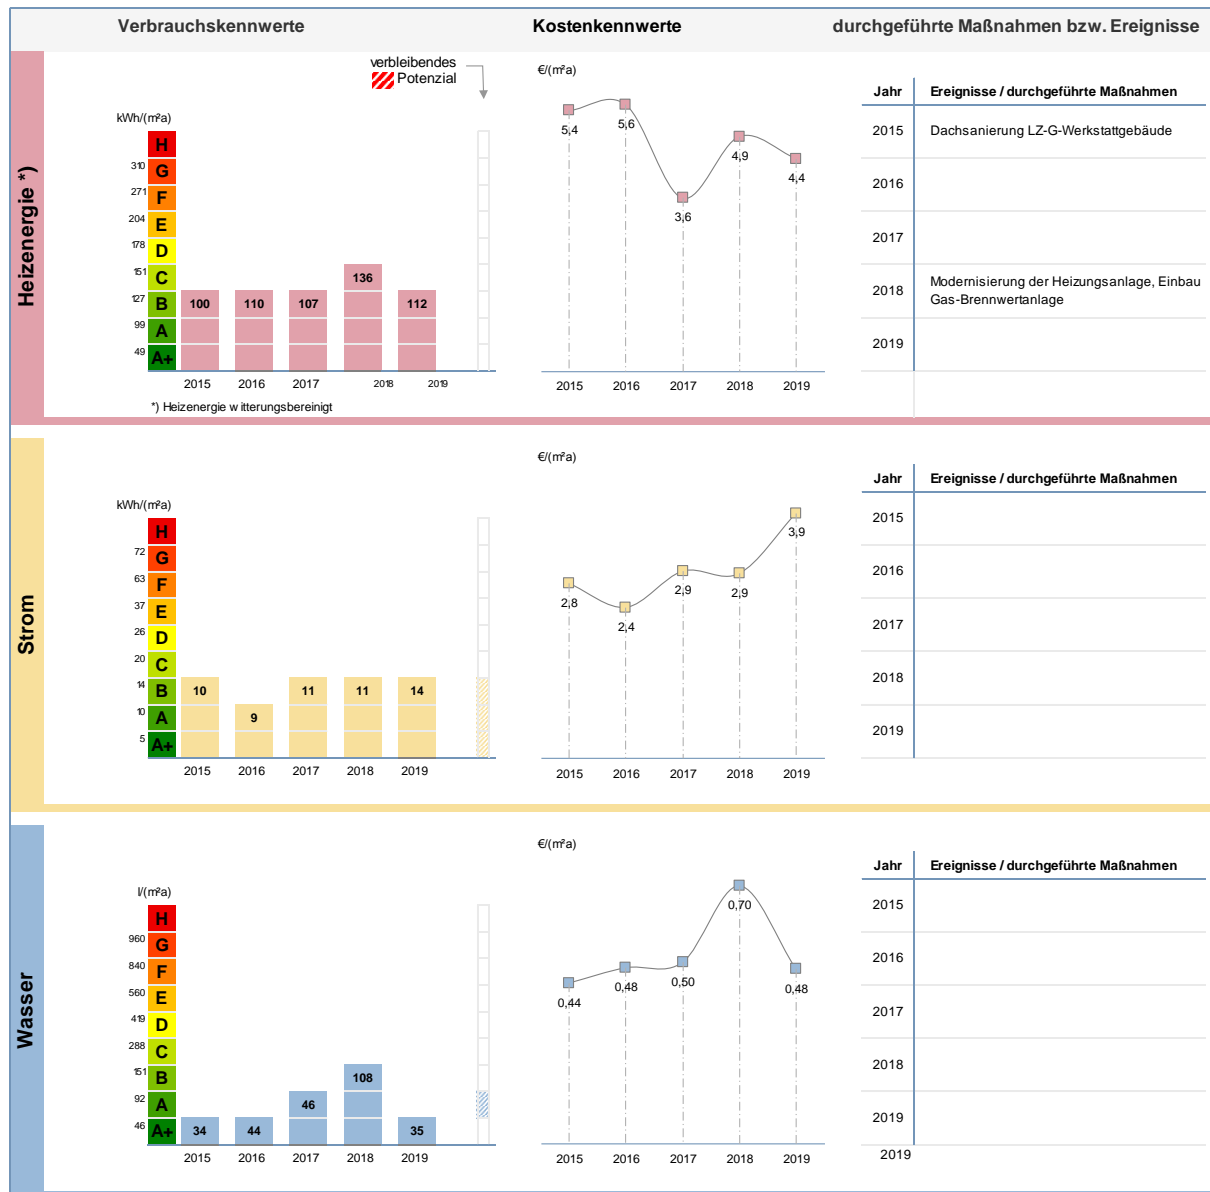 Verbrauchskennwerte
Kostenkennwerte
durchgeführte Maßnahmen bzw. Ereignisse
Heizenergie *)
verbleibendes
Potenzial
kWh/(m²a)
H
310
G
271
F
204
E
178
D
151
C
127
B
99
A
49
A+
100
110
107
136
112
2015
2016
2017
2018
2019
*) Heizenergie witterungsbereinigt
€/(m²a)
5,4
5,6
3,6
4,9
4,4
2015
2016
2017
2018
2019
Jahr
Ereignisse / durchgeführte Maßnahmen
2015
Dachsanierung LZ-G-Werkstattgebäude
2016
2017
2018
Modernisierung der Heizungsanlage, Einbau
Gas-Brennwertanlage
2019
Strom
kWh/(m²a)
H
72
G
63
F
37
E
26
D
20
C
14
B
10
A
5
A+
10
9
11
11
14
2015
2016
2017
2018
2019
€/(m²a)
2,8
2,4
2,9
2,9
3,9
2015
2016
2017
2018
2019
Jahr
Ereignisse / durchgeführte Maßnahmen
2015
2016
2017
2018
2019
Wasser
l/(m²a)
H
960
G
840
F
560
E
419
D
288
C
151
B
92
A
46
A+
34
44
46
108
35
2015
2016
2017
2018
2019
€/(m²a)
0,44
0,48
0,50
0,70
0,48
2015
2016
2017
2018
2019
Jahr
Ereignisse / durchgeführte Maßnahmen
2015
2016
2017
2018
2019
2019